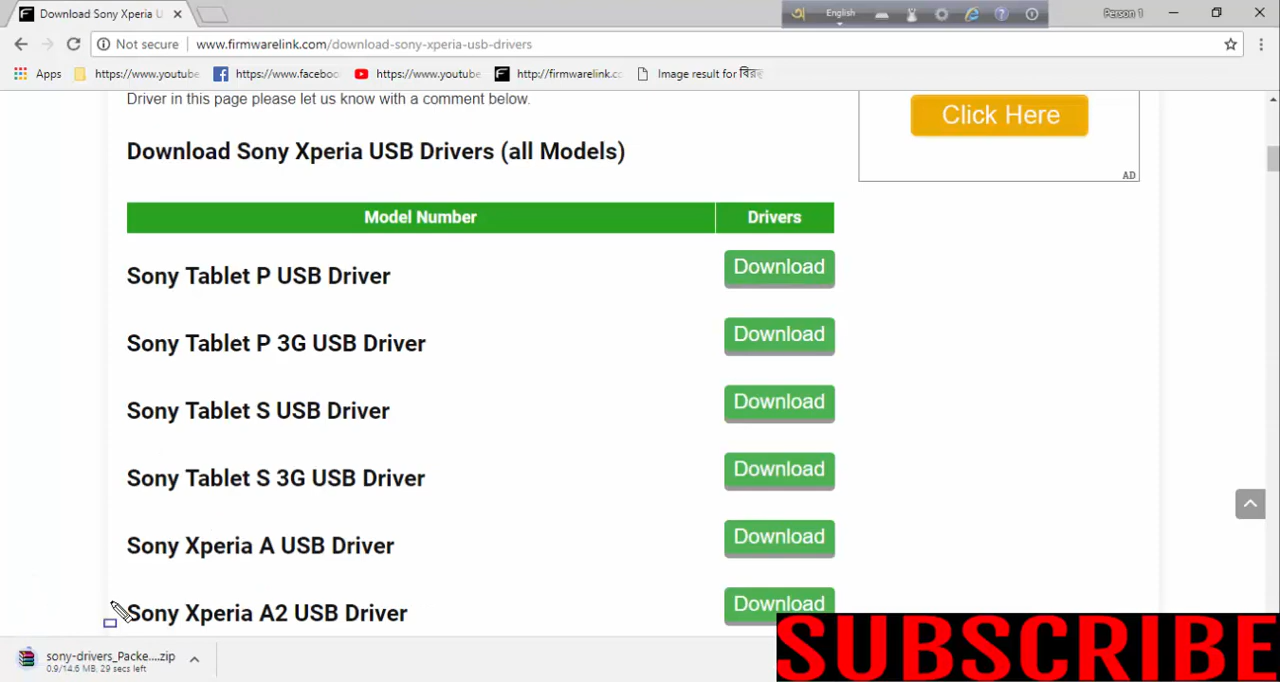 Download Sony Xperia U
English
Person 1
Not secure www.firmwarelink.com/download-sony-xperia-usb-drivers
Apps https://www.youtube https://www.faceboo https://www.youtube http://firmwarelink.co Image result for বির
Driver in this page please let us know with a comment below.
Click Here
AD
Download Sony Xperia USB Drivers (all Models)
Model Number Drivers
Sony Tablet P USB Driver Download
Sony Tablet P 3G USB Driver Download
Sony Tablet S USB Driver Download
Sony Tablet S 3G USB Driver Download
Sony Xperia A USB Driver Download
Sony Xperia A2 USB Driver Download
SUBSCRIBE
sony-drivers_Packe....zip
0.9/14.6 MB, 29 secs left